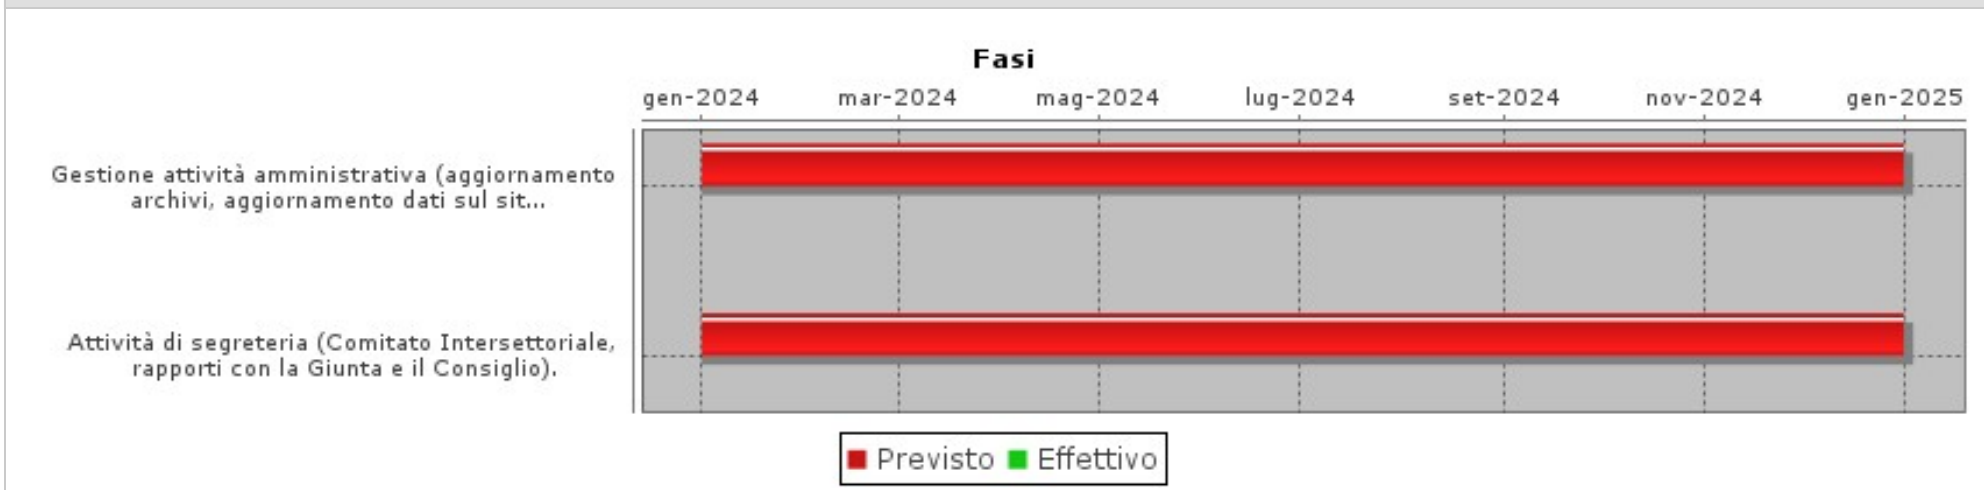 Fasi
gen-2024 mar-2024 mag-2024 lug-2024 set-2024 nov-2024 gen-2025
Gestione attività amministrativa (aggiornamento
archivi, aggiornamento dati sul sit...
Attività di segreteria (Comitato Intersettoriale,
rapporti con la Giunta e il Consiglio).
Previsto Effettivo